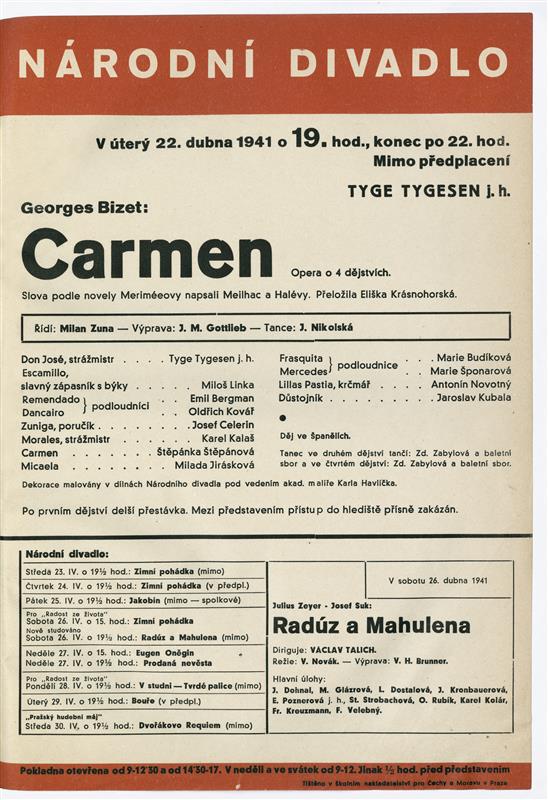 NÁRODNÍ DIVADLO
V úterý 22. dubna 1941 o 19. hod., konec po 22. hod.
Mimo předplacení
TYGE TYGESEN j. h.
Georges Bizet:
Carmen Opera o 4 dějstvích.
Slova podle novely Meriméeovy napsali Meilhac a Halévy. Přeložila Eliška Krásnohorská.
Řídí: Milan Zuna — Výprava: J. M. Gottlieb — Tance: J. Nikolská
Don José, strážmistr . . . . Tyge Tygesen j. h.
Escamillo,
slavný zápasník s býky . . . . . Miloš Linka
Remendado } podloudníci . . Emil Bergman
Dancairo } podloudníci . . Oldřich Kovář
Zuniga, poručík . . . . . . . . Josef Celerin
Morales, strážmistr . . . . . . Karel Kalaš
Carmen . . . . . . . Štěpánka Štěpánová
Micaela . . . . . . . Milada Jirásková
Frasquita } podloudnice . . . Marie Budíková
Mercedes } podloudnice . . Marie Šponarová
Lillas Pastia, krčmář . . . . Antonín Novotný
Důstojník . . . . . . . . . Jaroslav Kubala
●
Děj ve Španělích.
Tanec ve druhém dějství tančí: Zd. Zabylová a baletní
sbor a ve čtvrtém dějství: Zd. Zabylová a baletní sbor.
Dekorace malovány v dílnách Národního divadla pod vedením akad. malíře Karla Havlíčka.
Po prvním dějství delší přestávka. Mezi představením přístup do hlediště přísně zakázán.
Národní divadlo:
Středa 23. IV. o 19½ hod.: Zimní pohádka (mimo)
Čtvrtek 24. IV. o 19½ hod.: Zimní pohádka (v předpl.)
Pátek 25. IV. o 19½ hod.: Jakobín (mimo — spolkové)
Pro „Radost ze života“
Sobota 26. IV. o 15. hod.: Zimní pohádka
Nově studováno
Sobota 26. IV. o 19½ hod.: Radúz a Mahulena (mimo)
Neděle 27. IV. o 15. hod.: Eugen Oněgin
Neděle 27. IV. o 19½ hod.: Prodaná nevěsta
Pro „Radost ze života“
Pondělí 28. IV. o 19½ hod.: V studni — Tvrdé palice (mimo)
Úterý 29. IV. o 19½ hod.: Bouře (v předpl.)
„Pražský hudební máj“
Středa 30. IV. o 19½ hod.: Dvořákovo Requiem (mimo)
V sobotu 26. dubna 1941
Julius Zeyer - Josef Suk:
Radúz a Mahulena
Diriguje: VÁCLAV TALICH.
Režie: V. Novák. — Výprava: V. H. Brunner.
Hlavní úlohy:
J. Dohnal, M. Glázrová, L. Dostalová, J. Kronbauerová,
E. Poznerová j. h., St. Strobachová, O. Rubík, Karel Kolár,
Fr. Kreuzmann, F. Velebný.
Pokladna otevřena od 9-12˙30 a od 14˙30-17. V neděli a ve svátek od 9-12. Jinak ½ hod. před představením
Tištěno v Školním nakladatelství pro Čechy a Moravu v Praze